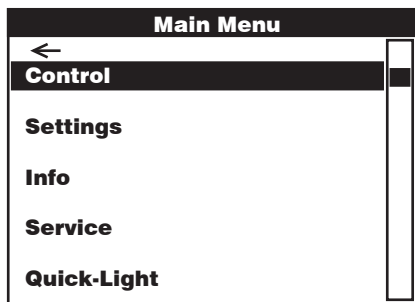 Main Menu
Control
Settings
Info
Service
Quick-Light